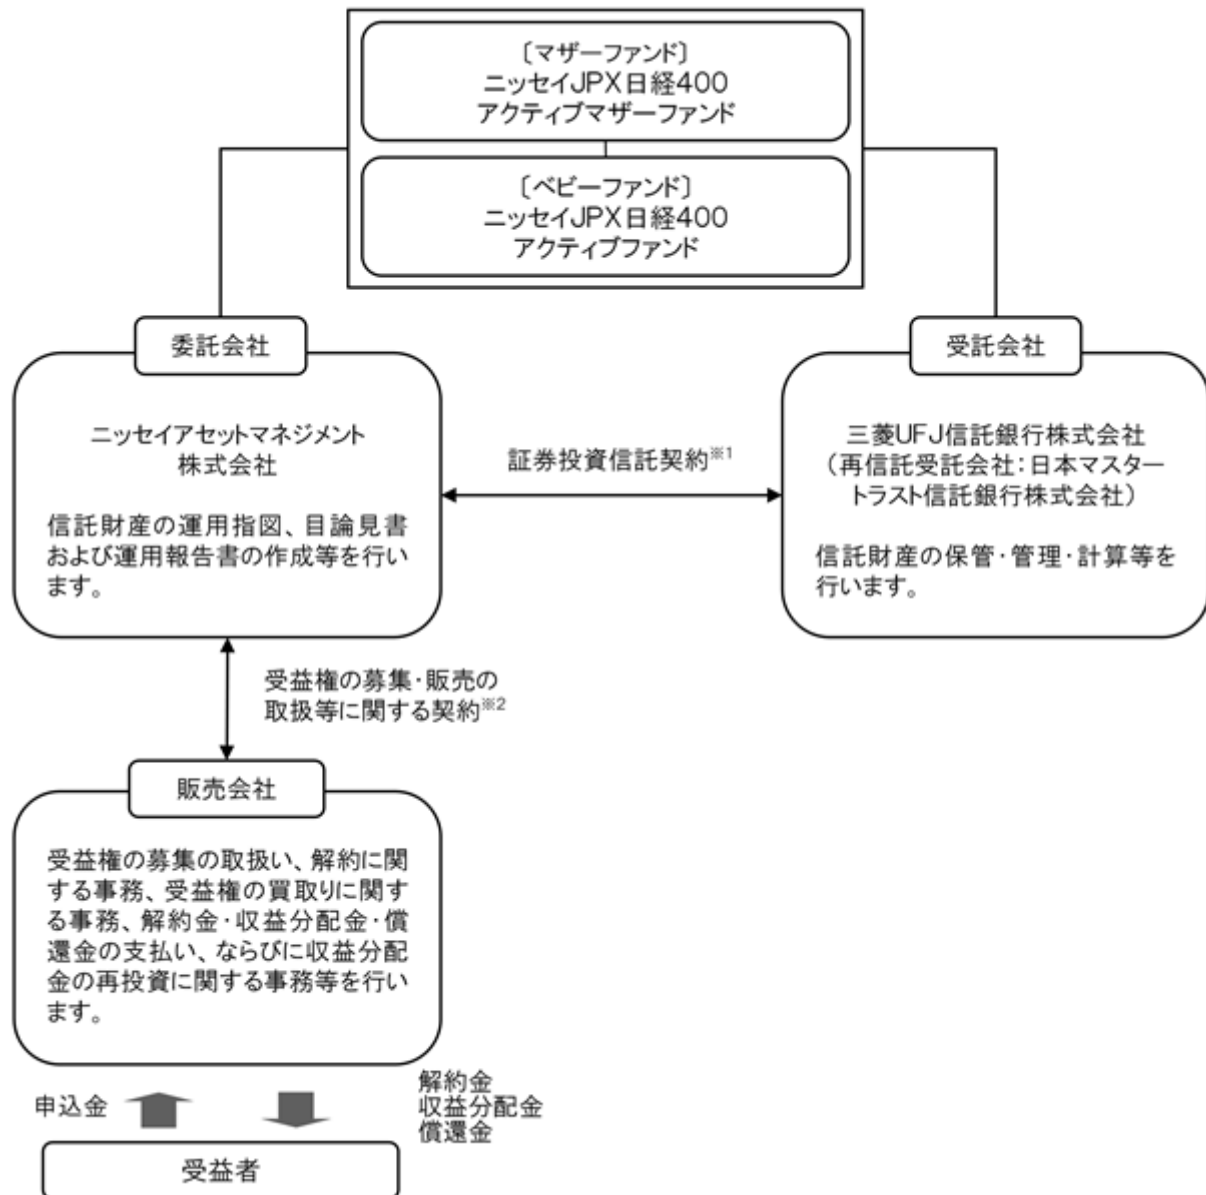 〔マザーファンド〕
ニッセイJPX日経400
アクティブマザーファンド
〔ベビーファンド〕
ニッセイJPX日経400
アクティブファンド
委託会社
ニッセイアセットマネジメント
株式会社
信託財産の運用指図、目論見書
および運用報告書の作成等を行い
ます。
証券投資信託契約※1
受託会社
三菱UFJ信託銀行株式会社
（再信託受託会社：日本マスター
トラスト信託銀行株式会社）
信託財産の保管・管理・計算等を
行います。
受益権の募集・販売の
取扱等に関する契約※2
販売会社
受益権の募集の取扱い、解約に関
する事務、受益権の買取りに関す
る事務、解約金・収益分配金・償
還金の支払い、ならびに収益分配
金の再投資に関する事務等を行い
ます。
申込金
解約金
収益分配金
償還金
受益者